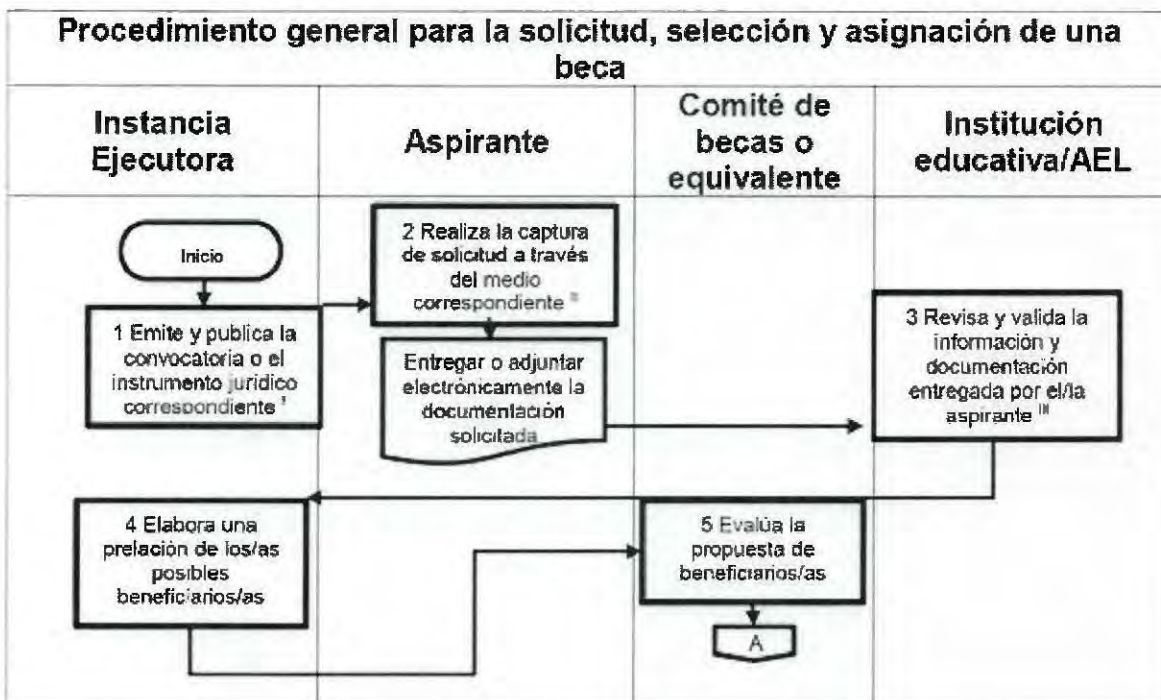 Procedimiento general para la solicitud, selección y asignación de una
beca
Instancia
Ejecutora
Aspirante
Comité de
becas o
equivalente
Institución
educativa/AEL
Inicio
1 Emite y publica la
convocatoria o el
instrumento jurídico
correspondiente I
2 Realiza la captura
de solicitud a través
del medio
correspondiente II
Entregar o adjuntar
electrónicamente la
documentación
solicitada
3 Revisa y valida la
información y
documentación
entregada por el/la
aspirante III
4 Elabora una
prelación de los/as
posibles
beneficiarios/as
5 Evalúa la
propuesta de
beneficiarios/as
A